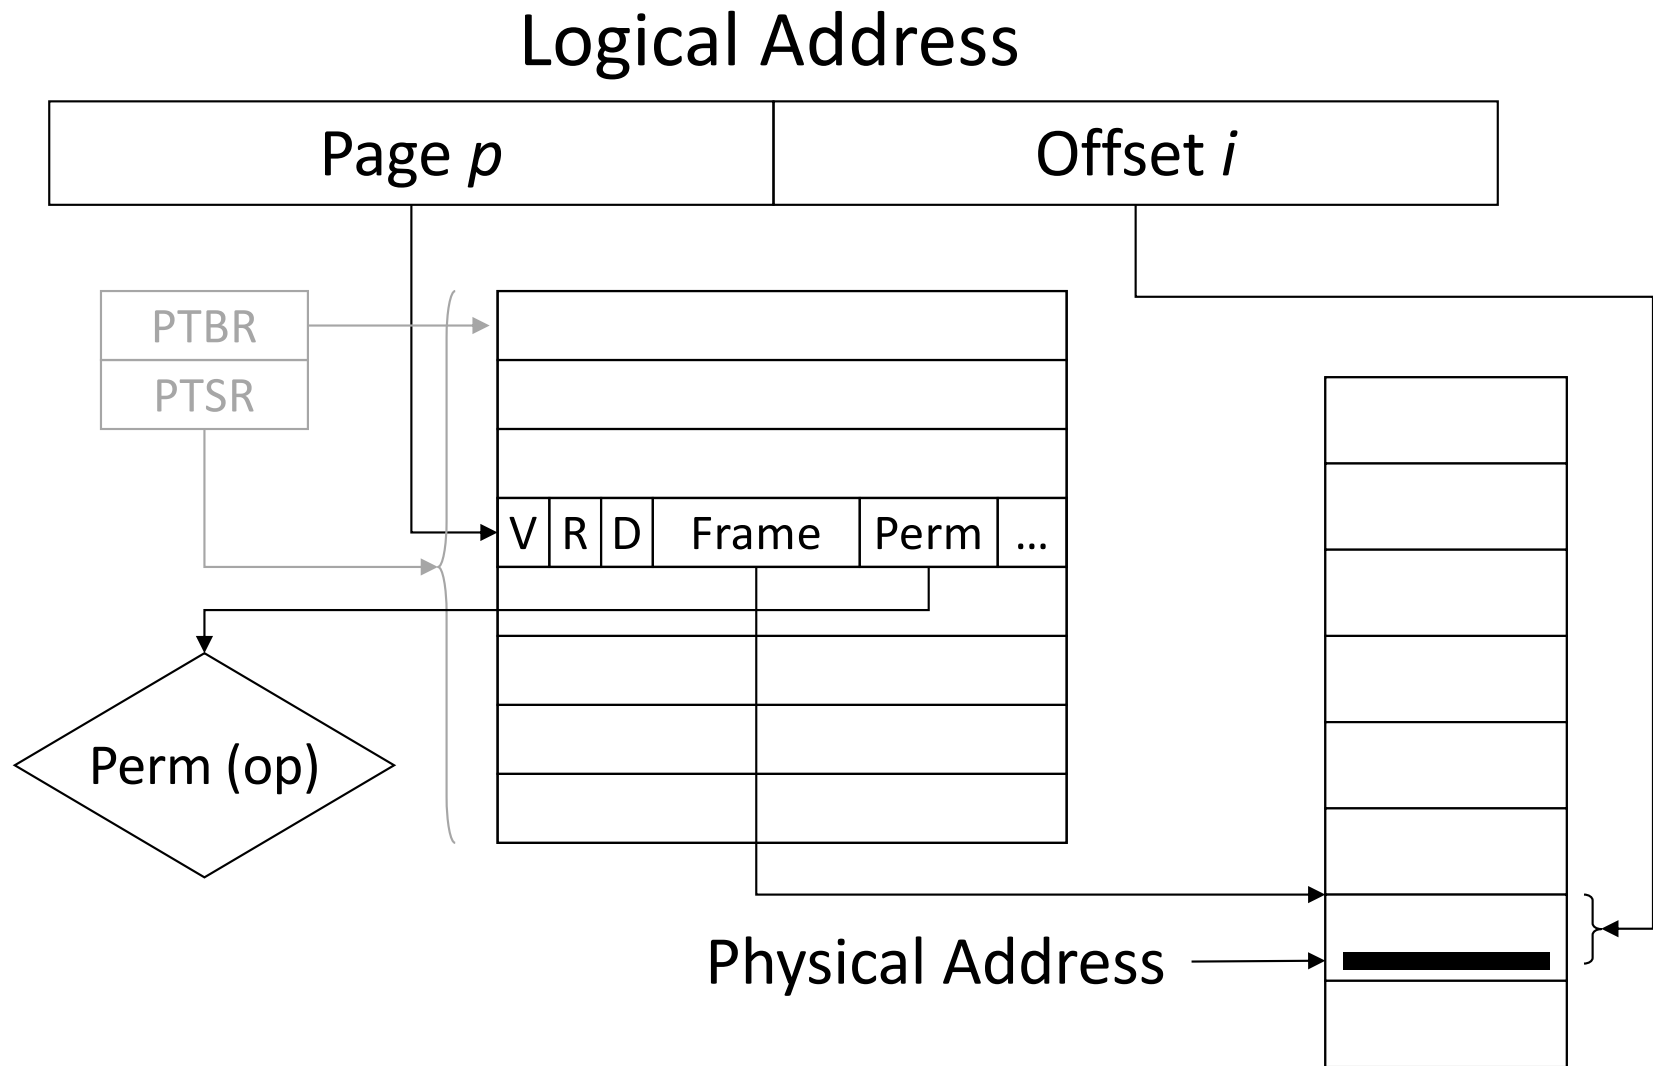 Logical Address
Page p
Offset i
PTBR
PTSR
V R D Frame Perm ...
Perm (op)
Physical Address